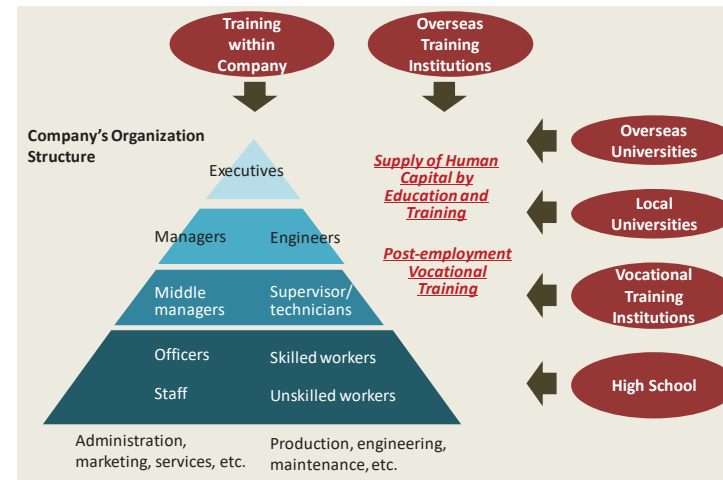 Training
within
Company
Overseas
Training
Institutions
Company's Organization
Structure
Executives
Managers
Engineers
Middle
managers
Supervisor/
technicians
Officers
Skilled workers
Staff
Unskilled workers
Administration,
marketing, services, etc.
Production, engineering,
maintenance, etc.
Supply of Human
Capital by
Education and
Training
Post-employment
Vocational
Training
Overseas
Universities
Local
Universities
Vocational
Training
Institutions
High School